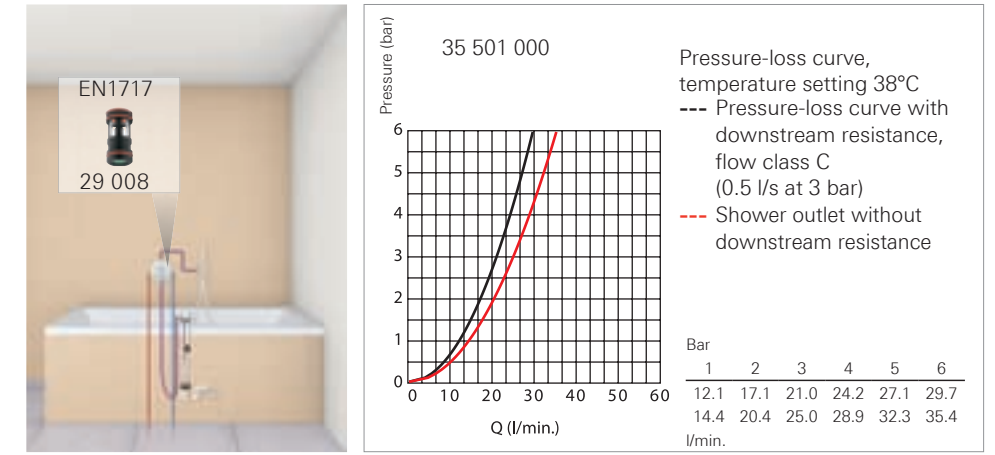 EN1717
29 008
35 501 000
Pressure (bar)
6
5
4
3
2
1
0
0 10 20 30 40 50 60
Q (l/min.)
Pressure-loss curve,
temperature setting 38°C
Pressure-loss curve with
downstream resistance,
flow class C
(0.5 l/s at 3 bar)
Shower outlet without
downstream resistance
Bar
1 2 3 4 5 6
12.1 17.1 21.0 24.2 27.1 29.7
14.4 20.4 25.0 28.9 32.3 35.4
l/min.